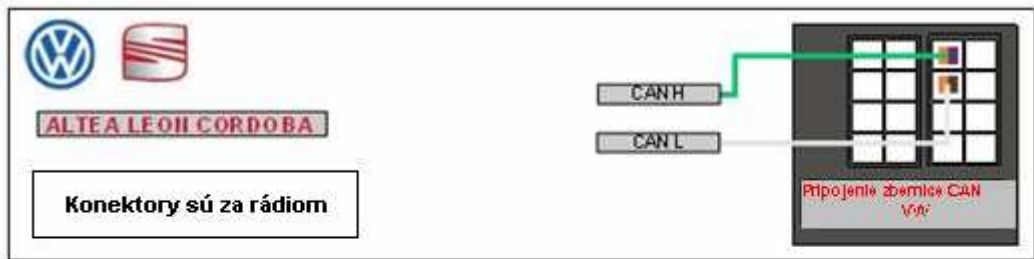 ALTEA LEON CORDOBA
Konektory sú za rádiom
CAN H
CAN L
Pripojenie zbernice CAN
VW